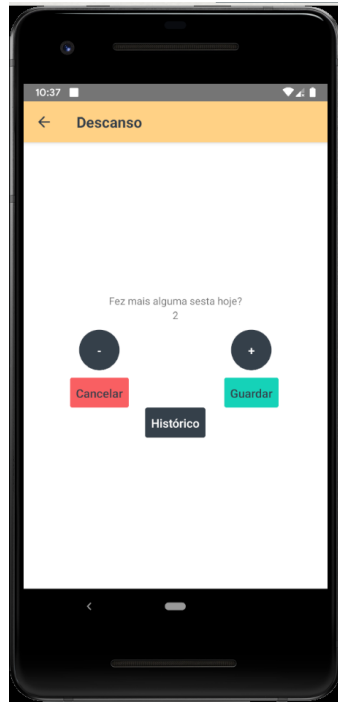 10:37
Descanso
Fez mais alguma sesta hoje?
2
- +
Cancelar Guardar
Histórico